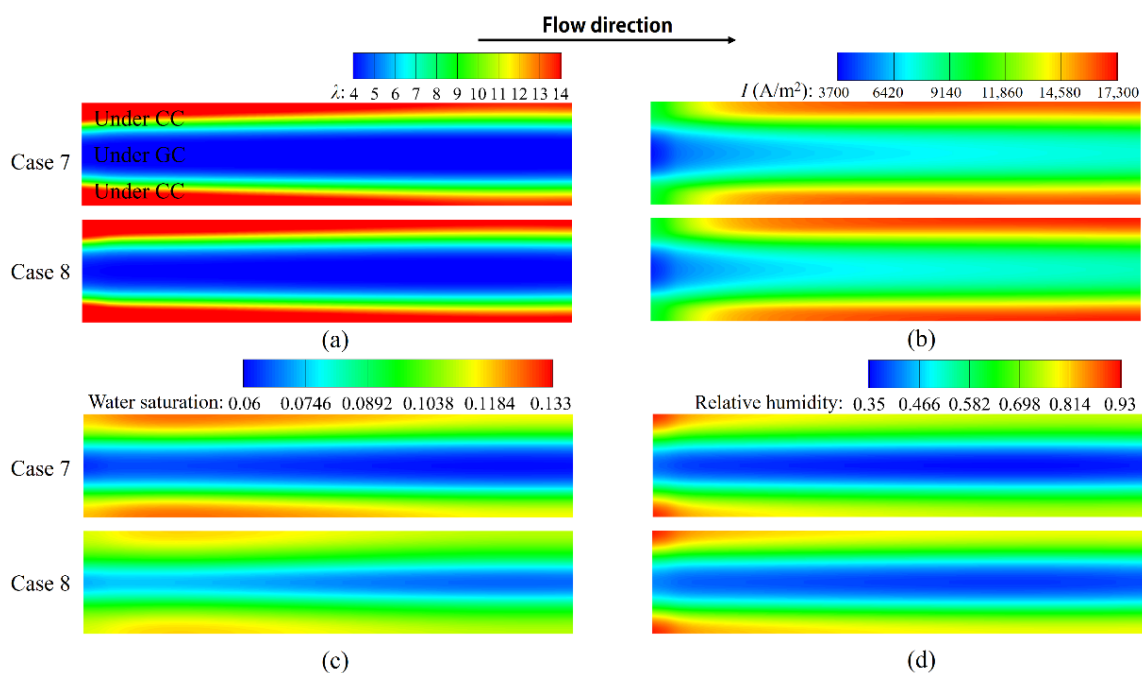 Flow direction
λ: 4 5 6 7 8 9 10 11 12 13 14
I (A/m²): 3700 6420 9140 11,860 14,580 17,300
Case 7
Under CC
Under GC
Under CC
Case 8
(a)
(b)
Water saturation: 0.06 0.0746 0.0892 0.1038 0.1184 0.133
Relative humidity: 0.35 0.466 0.582 0.698 0.814 0.93
Case 7
Case 8
(c)
(d)